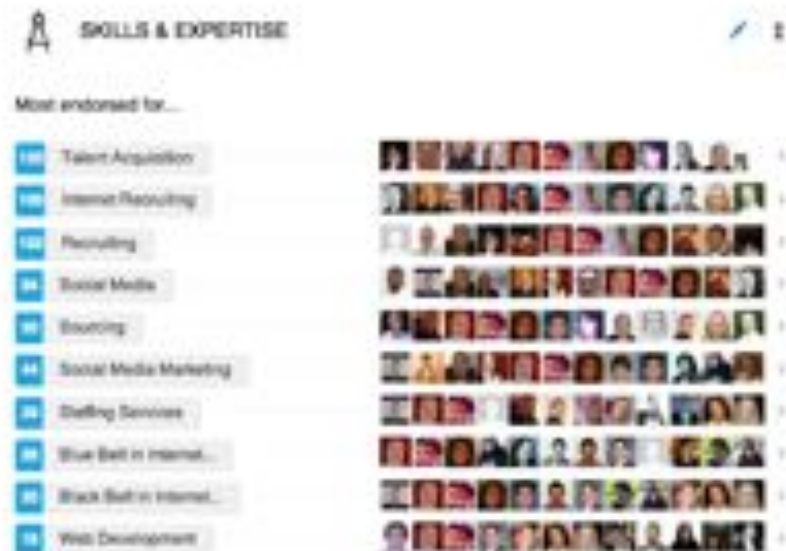 SKILLS & EXPERTISE
Most endorsed for...
Talent Acquisition
Internet Recruiting
Recruiting
Social Media
Sourcing
Social Media Marketing
Staffing Services
Blue Belt in Internet...
Black Belt in Internet...
Web Development